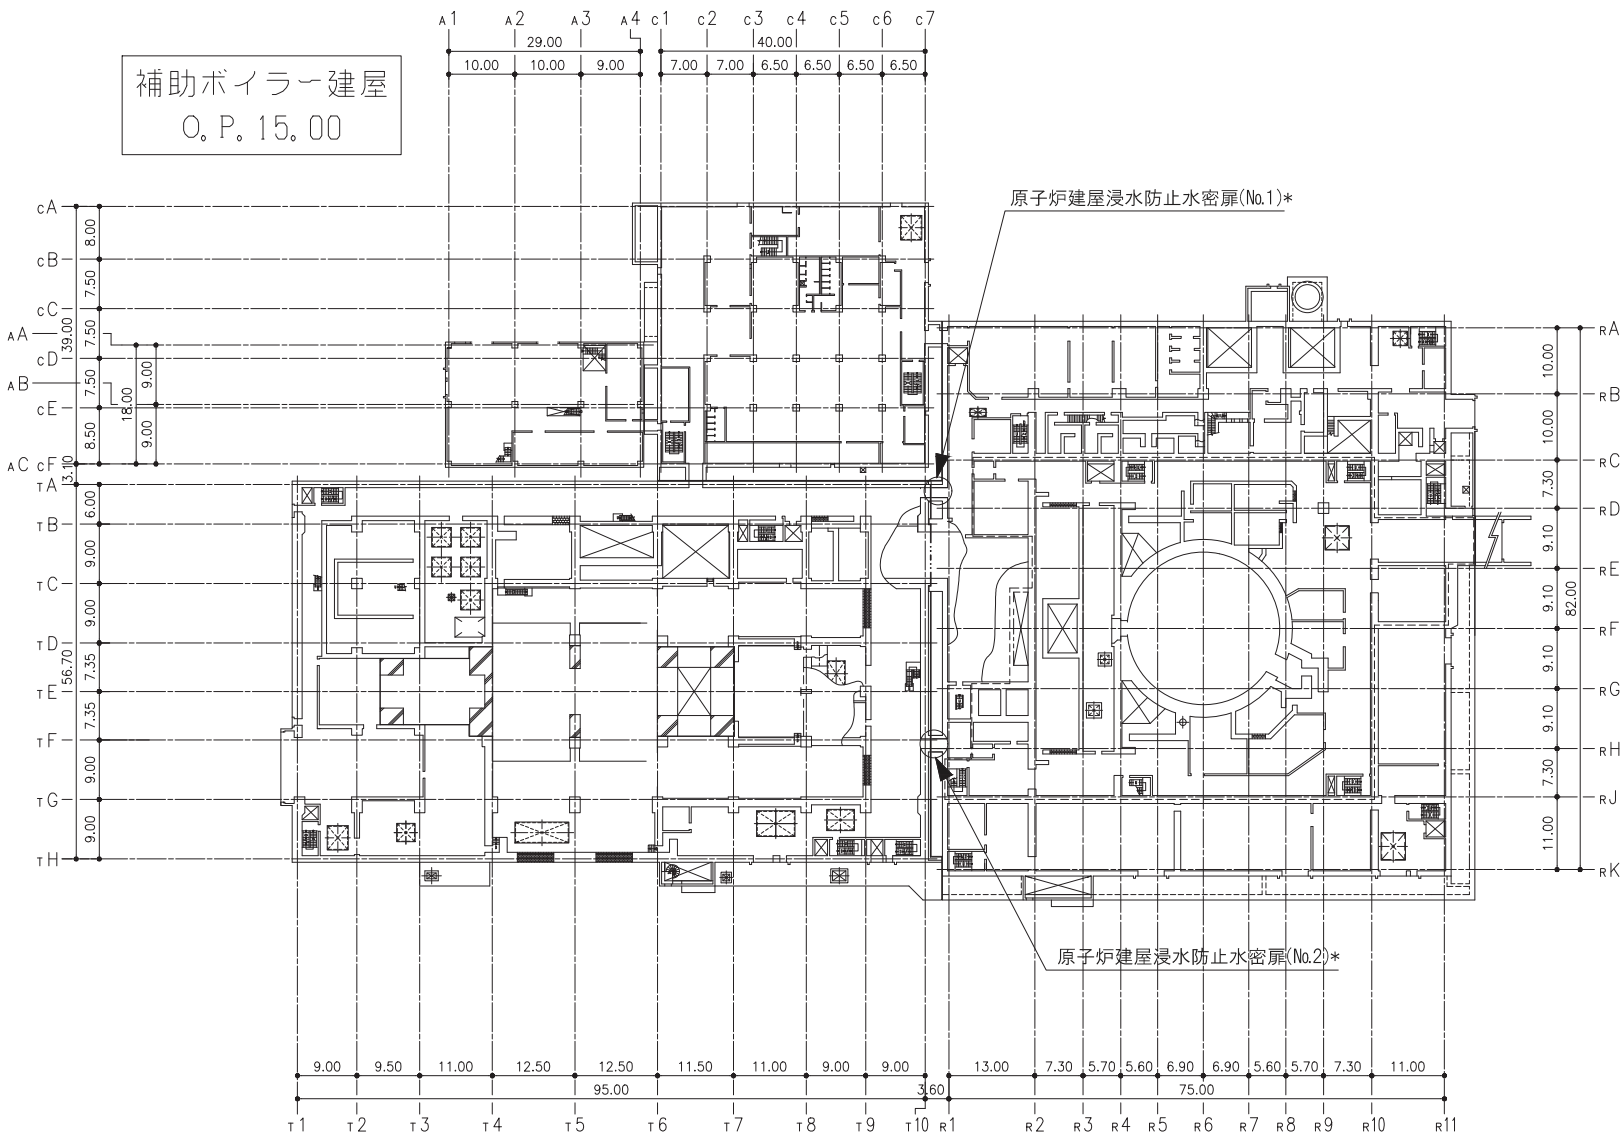 A1 A2 A3 A4 C1 C2 C3 C4 C5 C6 C7
29.00 40.00
10.00 10.00 9.00 7.00 7.00 6.50 6.50 6.50 6.50
補助ボイラー建屋
O.P.15.00
原子炉建屋浸水防止水密扉(No.1)*
cA
8.00
cB
7.50
cC
AA
39.00
7.50
cD
AB
7.50
cE
8.50
AC cF
18.00
9.00
9.00
3.10
TA
6.00
TB
9.00
TC
9.00
TD
7.35
56.70
TE
7.35
TF
9.00
TG
9.00
TH
RA
10.00
RB
10.00
RC
7.30
RD
9.10
RE
9.10
82.00
RF
9.10
RG
9.10
RH
7.30
RJ
11.00
RK
原子炉建屋浸水防止水密扉(No.2)*
9.00 9.50 11.00 12.50 12.50 11.50 11.00 9.00 9.00 13.00 7.30 5.70 5.60 6.90 6.90 5.60 5.70 7.30 11.00
95.00 3.60 75.00
T1 T2 T3 T4 T5 T6 T7 T8 T9 T10 R1 R2 R3 R4 R5 R6 R7 R8 R9 R10 R11